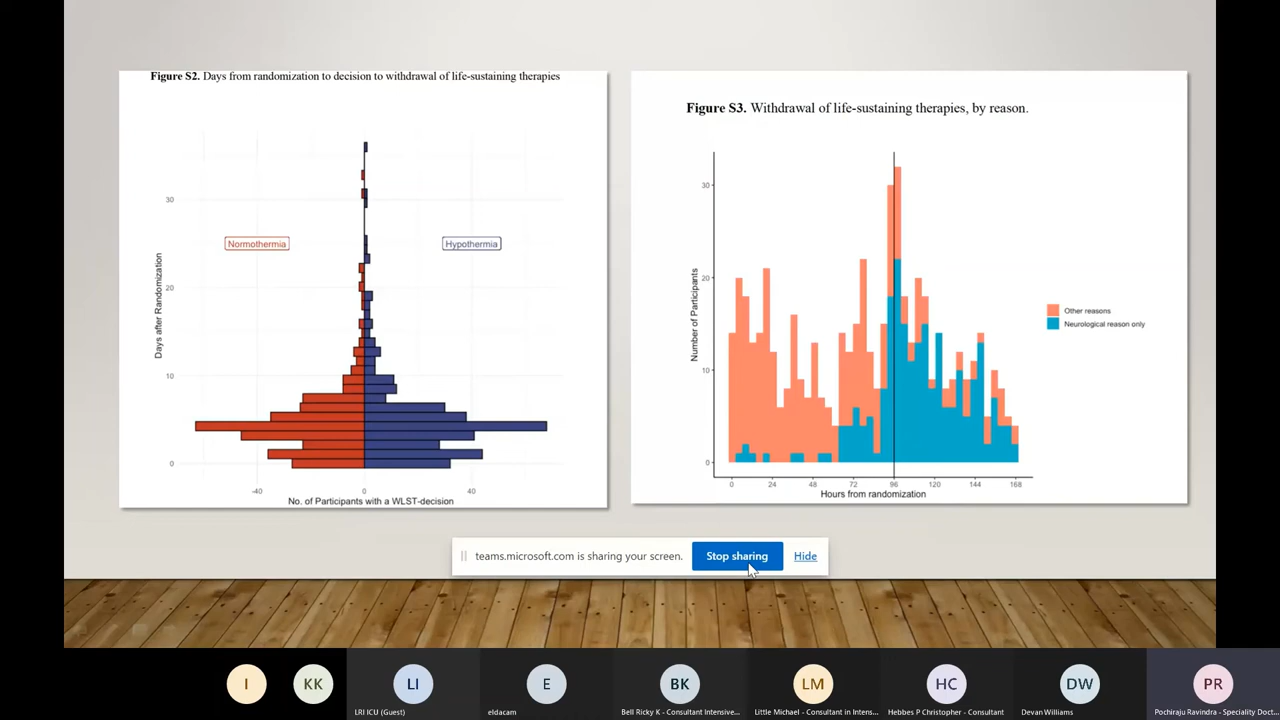 Figure S2. Days from randomization to decision to withdrawal of life-sustaining therapies
30
Normothermia
Hypothermia
20
Days after Randomization
10
0
-40
0
40
No. of Participants with a WLST-decision
Figure S3. Withdrawal of life-sustaining therapies, by reason.
30
20
Number of Participants
10
0
Other reasons
Neurological reason only
0
24
48
72
96
120
144
168
Hours from randomization
teams.microsoft.com is sharing your screen.
Stop sharing
Hide
I
KK
LI
E
BK
LM
HC
DW
PR
LRI ICU (Guest)
eldacam
Bell Ricky K - Consultant Intensive...
Little Michael - Consultant in Intens...
Hebbes P Christopher - Consultant
Devan Williams
Pochiraju Ravindra - Speciality Doct...